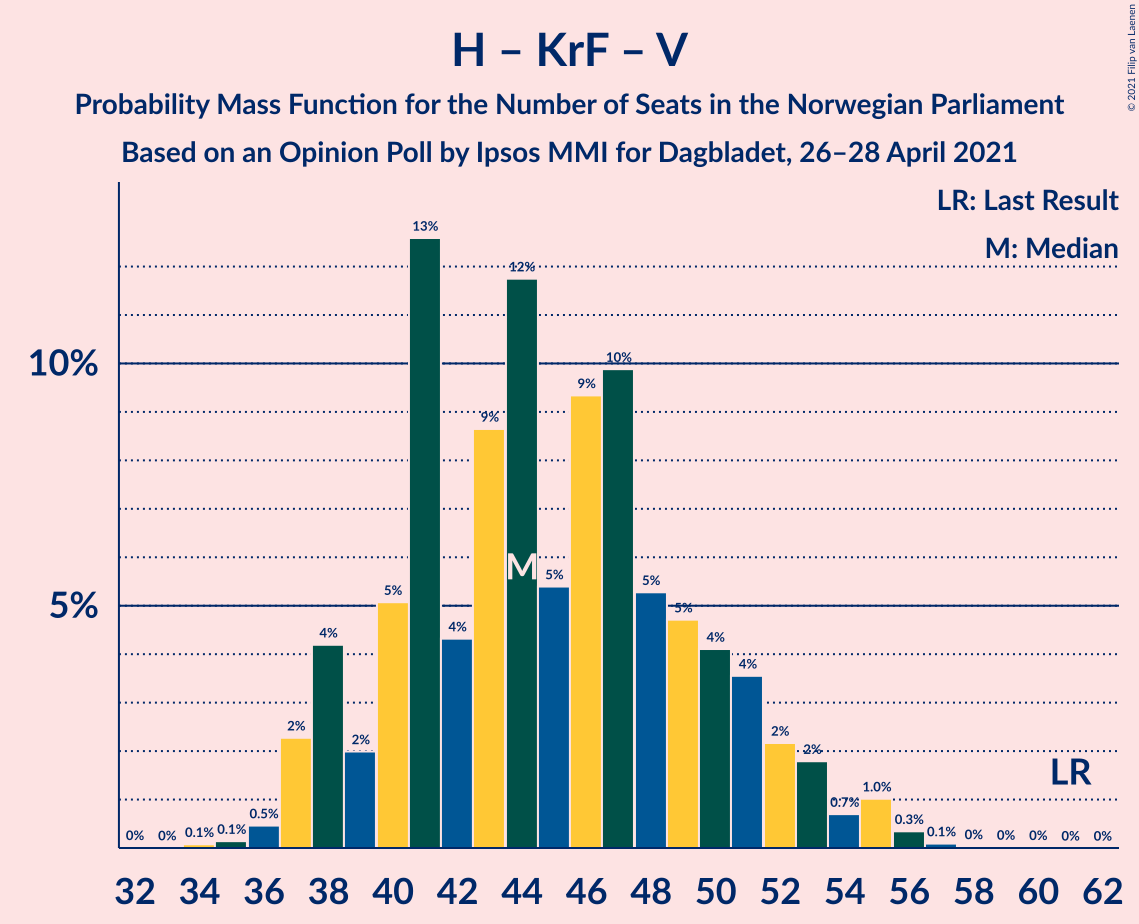 H – KrF – V
Probability Mass Function for the Number of Seats in the Norwegian Parliament
Based on an Opinion Poll by Ipsos MMI for Dagbladet, 26–28 April 2021
© 2021 Filip van Laenen
LR: Last Result
M: Median
10%
5%
0% 0% 0.1% 0.1% 0.5% 2% 4% 2% 5% 13% 4% 9% 12% 5% 9% 10% 5% 5% 4% 4% 2% 2% 0.7% 1.0% 0.3% 0.1% 0% 0% 0% 0% 0%
M
LR
32 34 36 38 40 42 44 46 48 50 52 54 56 58 60 62